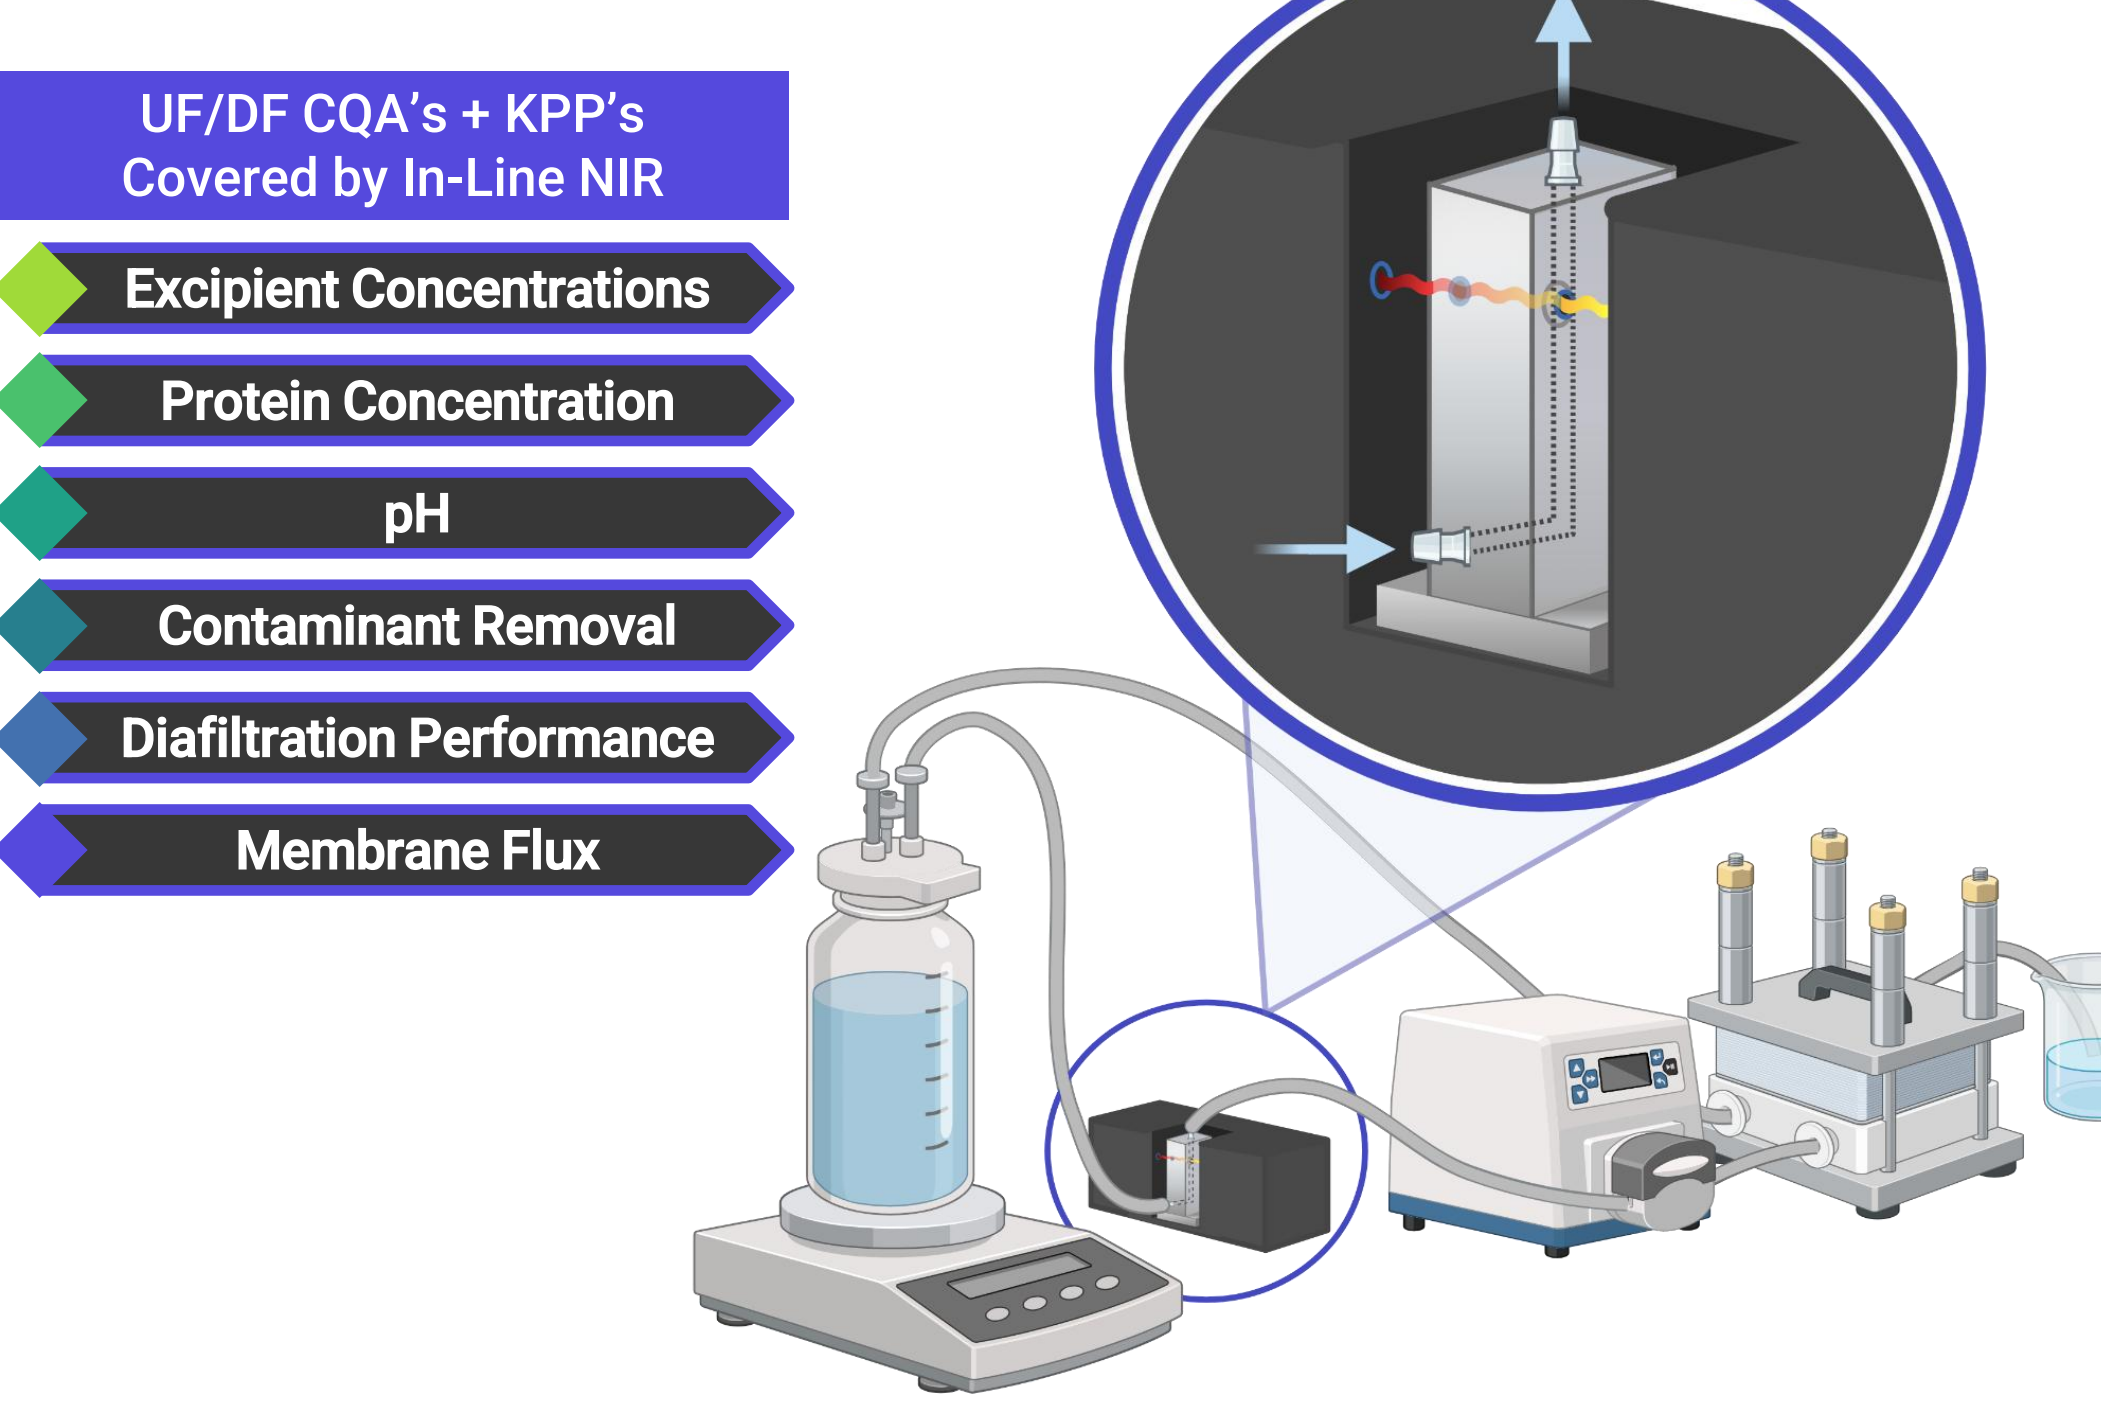 UF/DF CQA’s + KPP’s
Covered by In-Line NIR
Excipient Concentrations
Protein Concentration
pH
Contaminant Removal
Diafiltration Performance
Membrane Flux